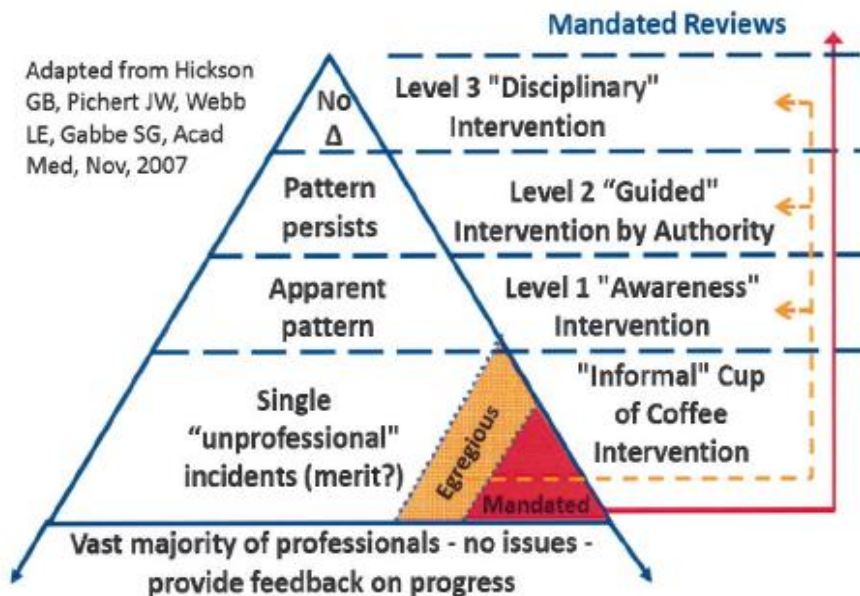 Mandated Reviews
Adapted from Hickson
GB, Pichert JW, Webb
LE, Gabbe SG, Acad
Med, Nov, 2007
No
Δ
Level 3 "Disciplinary"
Intervention
Pattern
persists
Level 2 “Guided"
Intervention by Authority
Apparent
pattern
Level 1 "Awareness"
Intervention
Single
“unprofessional"
incidents (merit?)
Egregious
Mandated
"Informal" Cup
of Coffee
Intervention
Vast majority of professionals - no issues -
provide feedback on progress